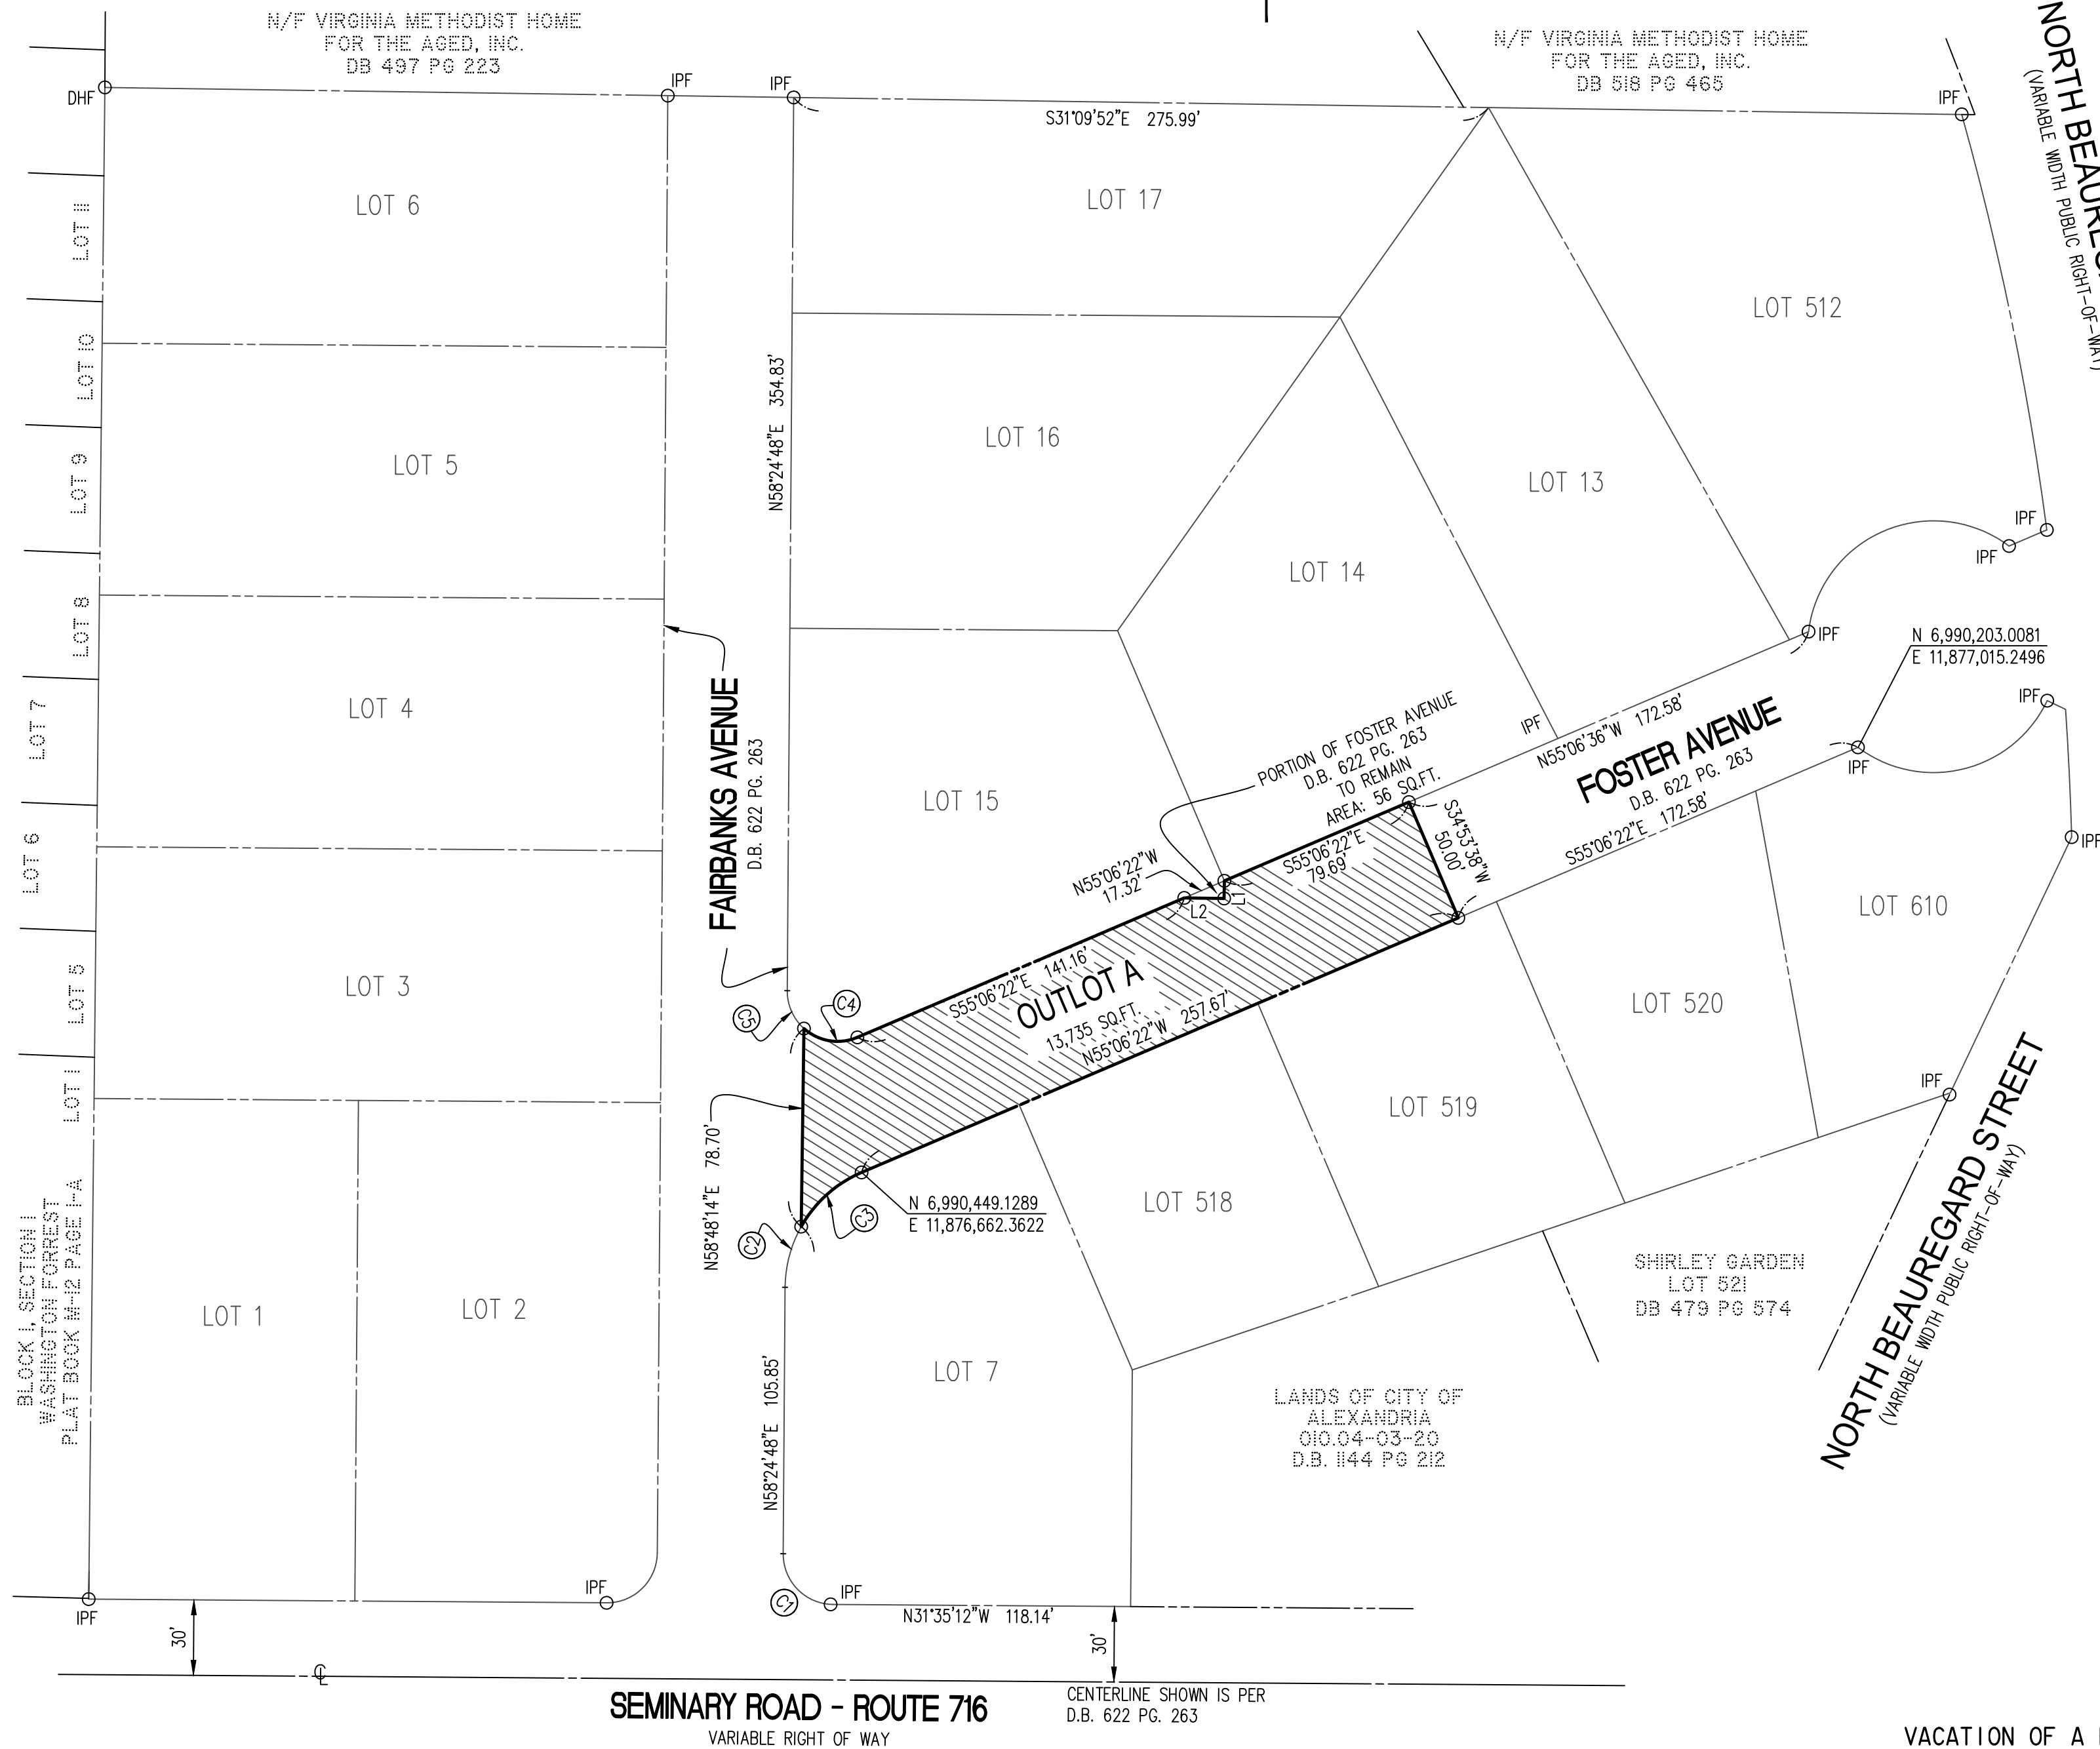 N/F VIRGINIA METHODIST HOME
FOR THE AGED, INC.
DB 497 PG 223
N/F VIRGINIA METHODIST HOME
FOR THE AGED, INC.
DB 518 PG 465
(VARIABLE WIDTH PUBLIC RIGHT-OF-WAY)
NORTH
DHF
IPF
IPF
IPF
S31°09'52"E 275.99'
LOT 6
LOT 17
LOT 512
LOT 11
LOT 10
LOT 9
LOT 8
LOT 7
LOT 6
LOT 5
LOT 1
BLOCK 1, SECTION 1
WASHINGTON FORREST
PLAT BOOK M-12 PAGE 1-A
LOT 5
LOT 16
LOT 13
N58°24'48"E 354.83'
IPF
IPF
LOT 14
IPF
N 6,990,203.0081
E 11,877,015.2496
LOT 4
FAIRBANKS AVENUE
D.B. 622 PG. 263
LOT 15
PORTION OF FOSTER AVENUE
D.B. 622 PG. 263
TO REMAIN
AREA: 56 SQ.FT.
IPF
N55°06'36"W 172.58'
FOSTER AVENUE
D.B. 622 PG. 263
S55°06'22"E 172.58'
IPF
IPF
IPF
S34°53'38"W
50.00'
S55°06'22"E
79.69'
N55°06'22"W
17.32'
L1
L2
LOT 610
LOT 3
C5
C4
S55°06'22"E 141.16'
OUTLOT A
13,735 SQ.FT.
N55°06'22"W 257.67'
LOT 520
LOT 519
IPF
NORTH BEAUREGARD STREET
(VARIABLE WIDTH PUBLIC RIGHT-OF-WAY)
N58°48'14"E 78.70'
N 6,990,449.1289
E 11,876,662.3622
C2
C3
LOT 518
SHIRLEY GARDEN
LOT 521
DB 479 PG 574
LOT 1
LOT 2
LOT 7
N58°24'48"E 105.85'
LANDS OF CITY OF
ALEXANDRIA
010.04-03-20
D.B. 1144 PG 212
IPF
IPF
C1
IPF
N31°35'12"W 118.14'
30'
30'
CL
SEMINARY ROAD - ROUTE 716
VARIABLE RIGHT OF WAY
CENTERLINE SHOWN IS PER
D.B. 622 PG. 263
VACATION OF A